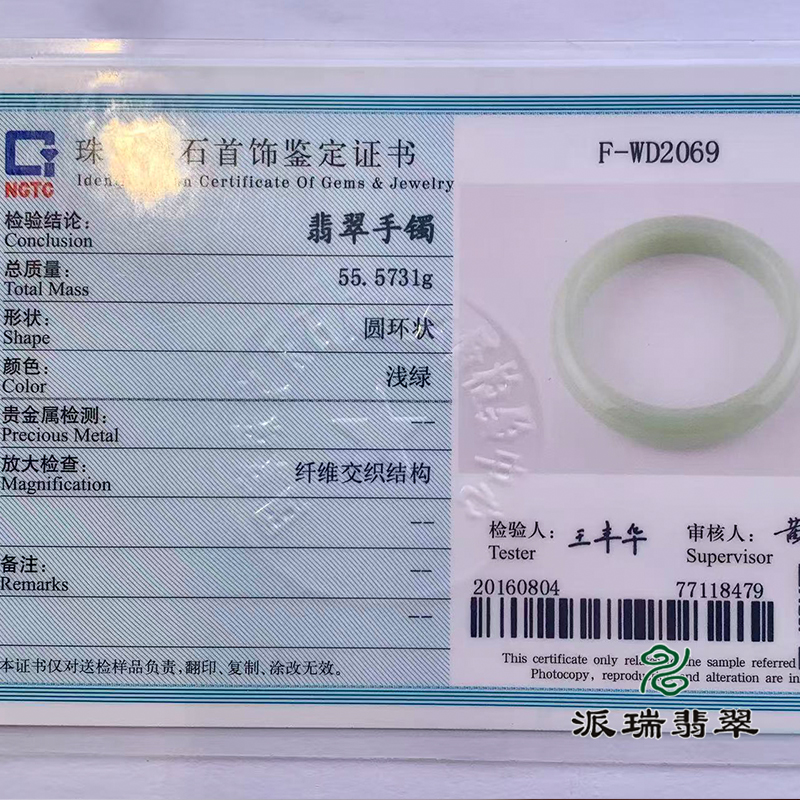 NGTC
珠 石首饰鉴定证书
Certificate Of Gems & Jewelry
检验结论:
Conclusion
翡翠手镯
总质量:
Total Mass
55.5731g
形状:
Shape
圆环状
颜色:
Color
浅绿
贵金属检测:
Precious Metal
--
放大检查:
Magnification
纤维交织结构
--
备注:
Remarks
--
--
本证书仅对送检样品负责,翻印、复制、涂改无效。
F-WD2069
检验人:
Tester
王丰华
审核人:
Supervisor
20160804
77118479
This certificate only the sample referred
Photocopy, and alteration are in
派瑞翡翠